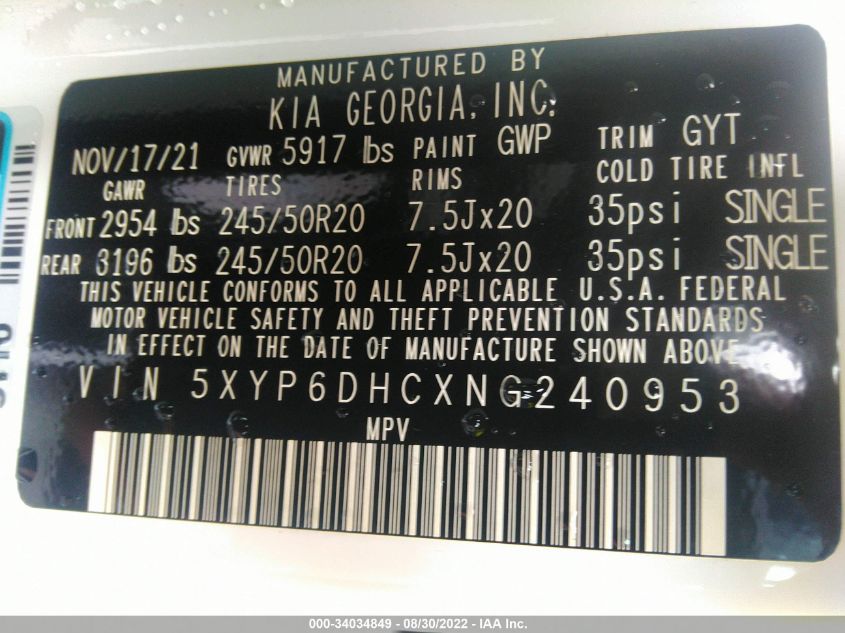 MANUFACTURED BY
KIA GEORGIA, INC.
NOV/17/21 GVWR 5917 lbs PAINT GWP TRIM GYT
GAWR TIRES RIMS COLD TIRE INFL
FRONT 2954 lbs 245/50R20 7.5Jx20 35psi SINGLE
REAR 3196 lbs 245/50R20 7.5Jx20 35psi SINGLE
THIS VEHICLE CONFORMS TO ALL APPLICABLE U.S.A. FEDERAL
MOTOR VEHICLE SAFETY AND THEFT PREVENTION STANDARDS
IN EFFECT ON THE DATE OF MANUFACTURE SHOWN ABOVE.
VIN 5XYP6DHCXNG240953
MPV
000-34034849 - 08/30/2022 - IAA Inc.